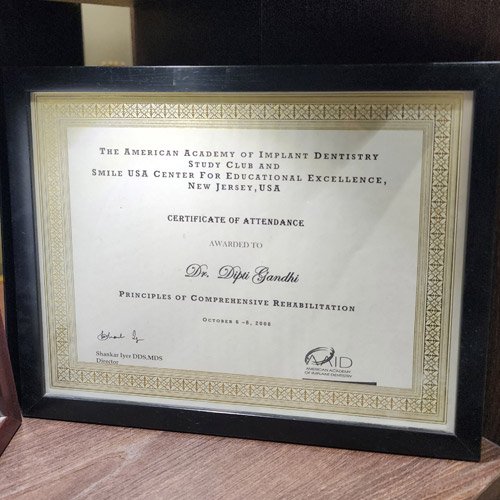 THE AMERICAN ACADEMY OF IMPLANT DENTISTRY
STUDY CLUB AND
SMILE USA CENTER FOR EDUCATIONAL EXCELLENCE,
NEW JERSEY,USA
CERTIFICATE OF ATTENDANCE
AWARDED TO
Dr. Dipti Gandhi
PRINCIPLES OF COMPREHENSIVE REHABILITATION
OCTOBER 6-8, 2008
Shankar Iyer DDS,MDS
Director
AAID
AMERICAN ACADEMY
OF IMPLANT DENTISTRY